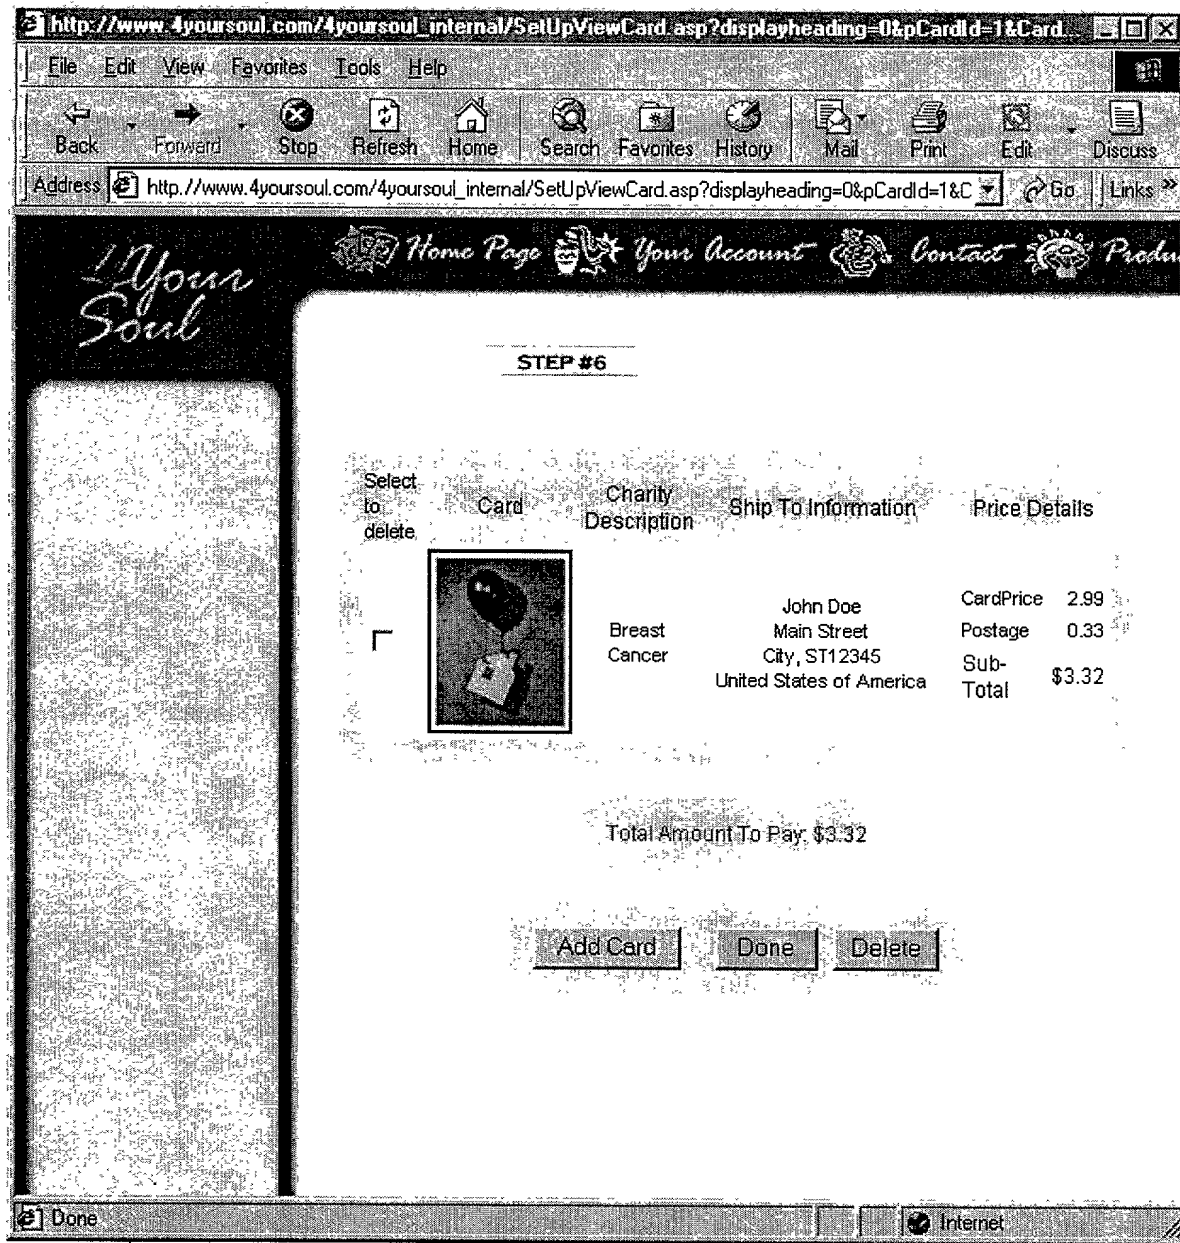 http://www.4yoursoul.com/4yoursoul_internal/SetUpViewCard.asp?displayheading=0&pCardId=1&Card...
File Edit View Favorites Tools Help
Back Forward Stop Refresh Home Search Favorites History Mail Print Edit Discuss
Address http://www.4yoursoul.com/4yoursoul_internal/SetUpViewCard.asp?displayheading=0&pCardId=1&C Go Links »
4 Your
Soul
Home Page Your Account Contact Produ
STEP #6
Select
to
delete
Card
Charity
Description
Ship To Information
Price Details
Breast
Cancer
John Doe
Main Street
City, ST12345
United States of America
CardPrice 2.99
Postage 0.33
Sub-
Total $3.32
Total Amount To Pay: $3.32
Add Card Done Delete
Done Internet